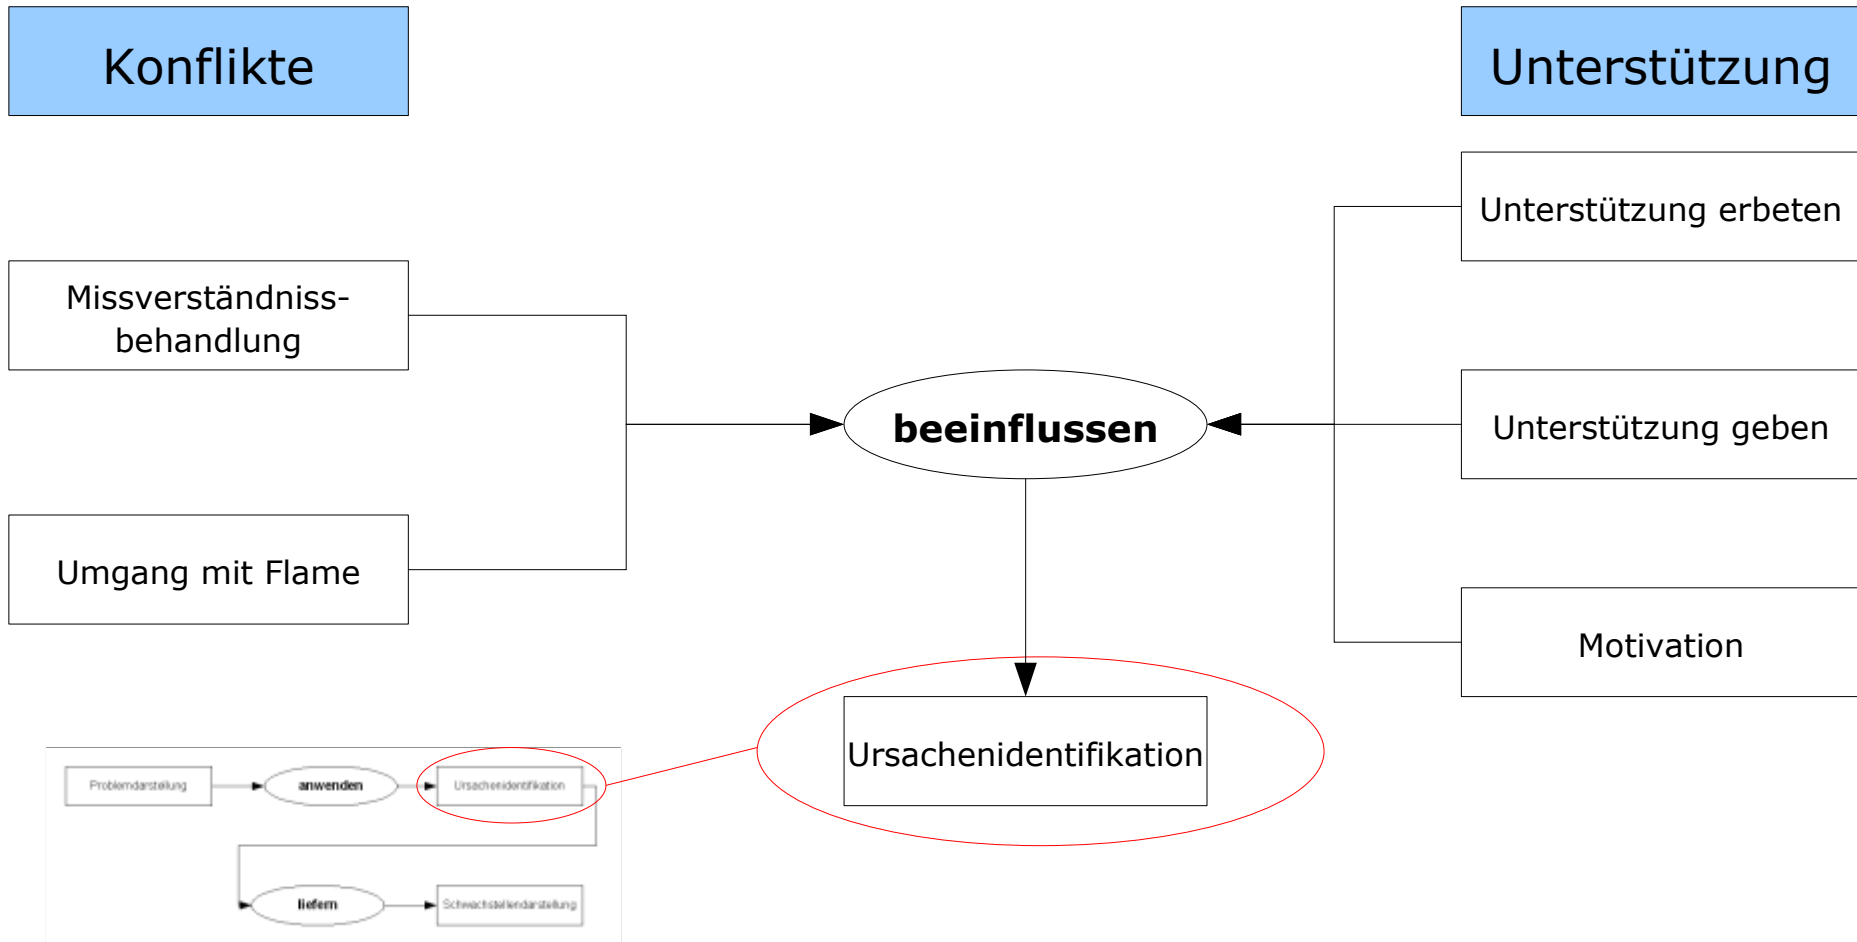 Konflikte
Unterstützung
Unterstützung erbeten
Missverständniss-
behandlung
beeinflussen
Unterstützung geben
Umgang mit Flame
Motivation
Ursachenidentifikation
Problemdarstellung
anwenden
Ursachenidentifikation
liefern
Schwachstellendarstellung